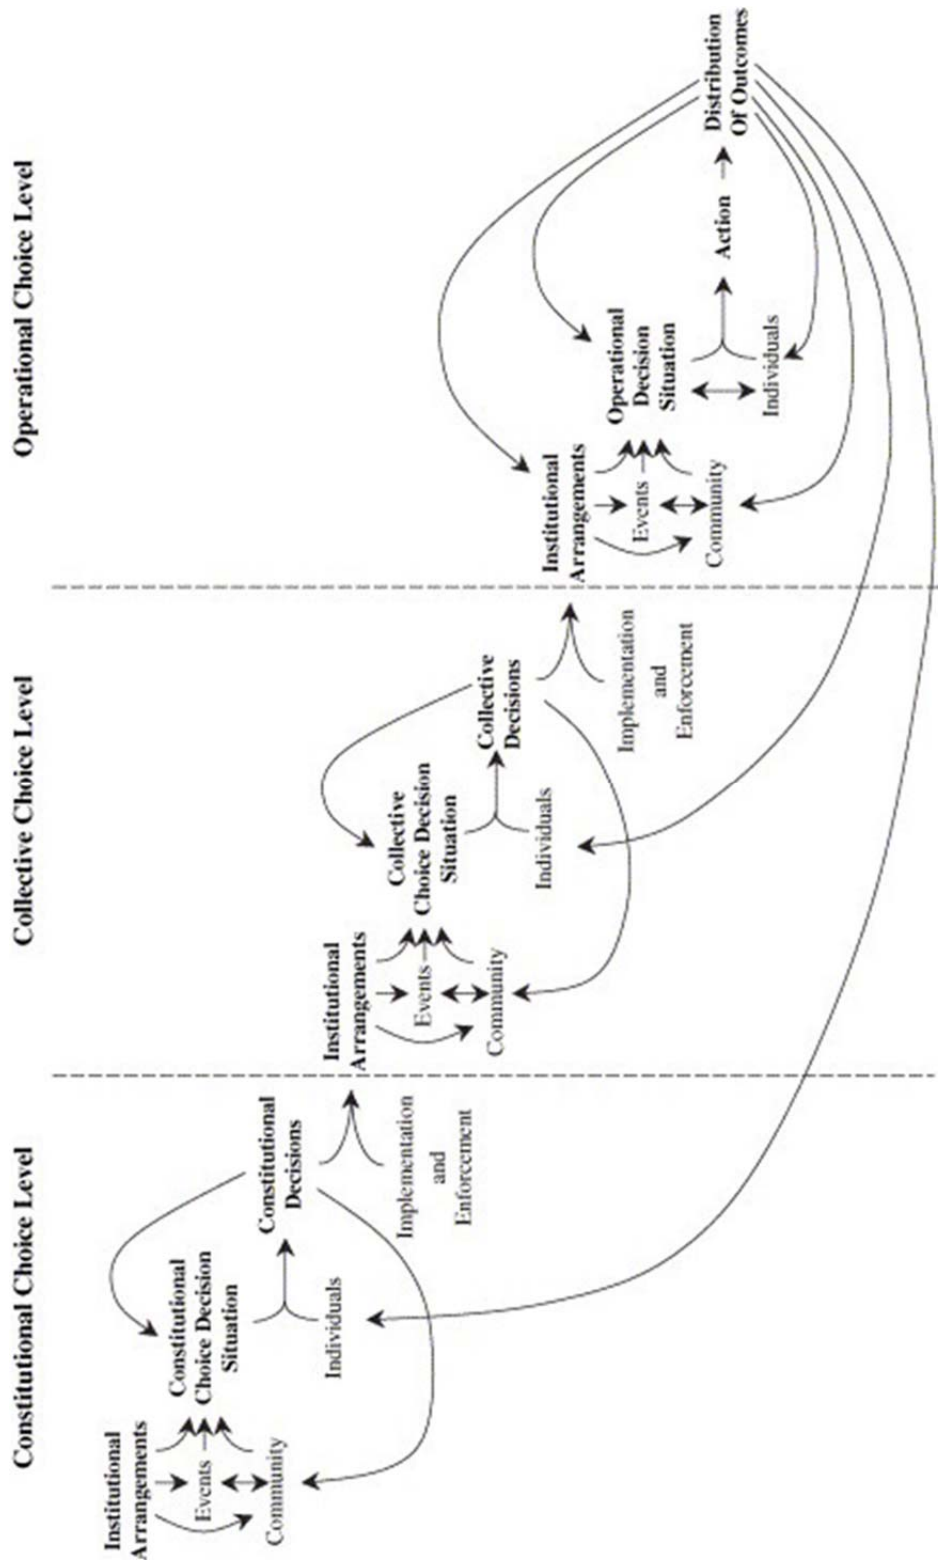 Constitutional Choice Level
Institutional
Arrangements
Events
Community
Constitutional
Choice Decision
Situation
Individuals
Constitutional
Decisions
Implementation
and
Enforcement
Collective Choice Level
Institutional
Arrangements
Events
Community
Collective
Choice Decision
Situation
Individuals
Collective
Decisions
Implementation
and
Enforcement
Operational Choice Level
Institutional
Arrangements
Events
Community
Operational
Decision
Situation
Individuals
Action
Distribution
Of Outcomes